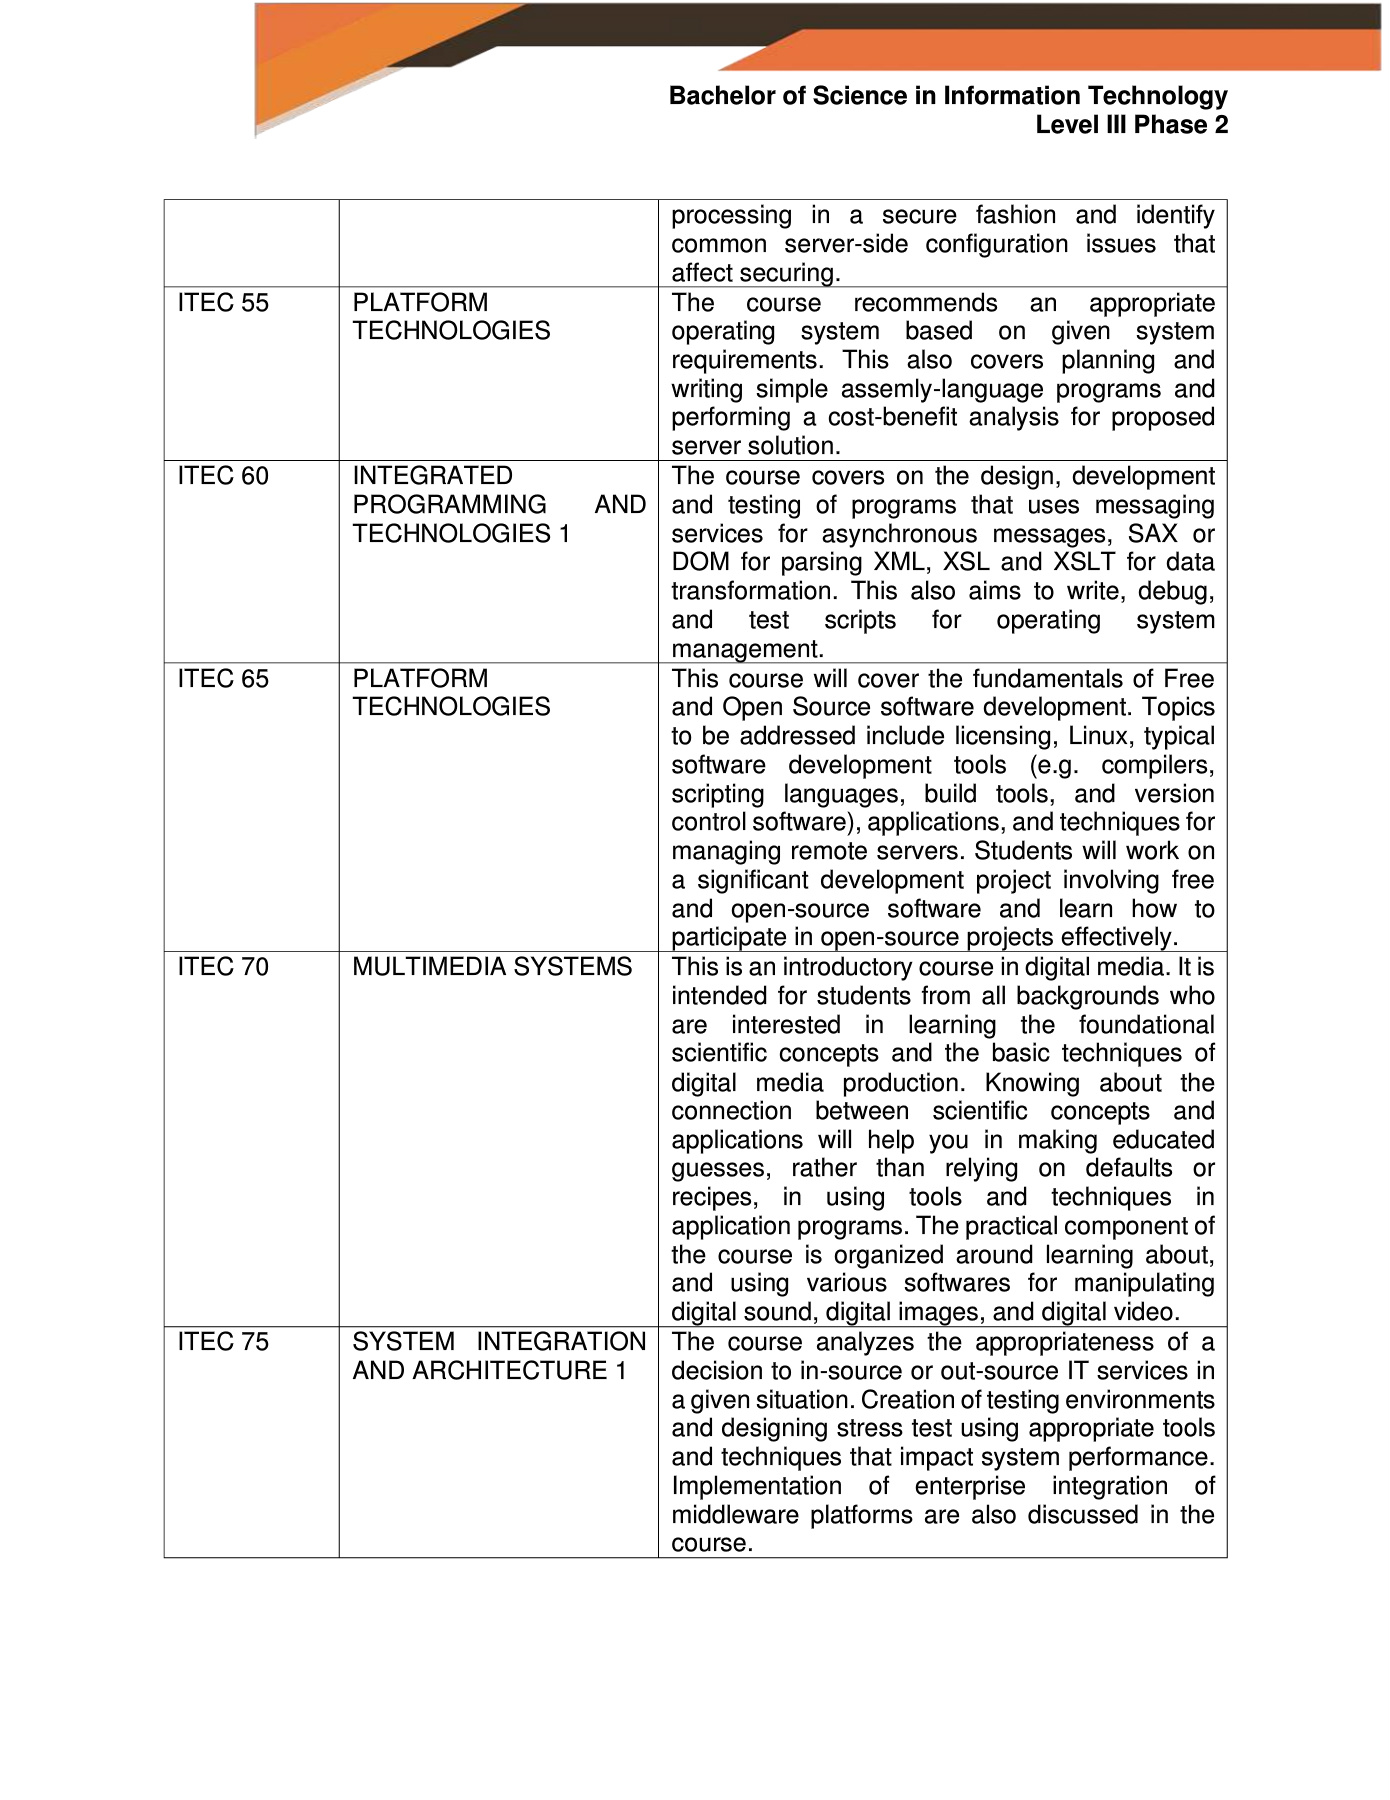 Bachelor of Science in Information Technology
Level III Phase 2
processing in a secure fashion and identify
common server-side configuration issues that
affect securing.
ITEC 55
PLATFORM
TECHNOLOGIES
The course recommends an appropriate
operating system based on given system
requirements. This also covers planning and
writing simple assemly-language programs and
performing a cost-benefit analysis for proposed
server solution.
ITEC 60
INTEGRATED
PROGRAMMING AND
TECHNOLOGIES 1
The course covers on the design, development
and testing of programs that uses messaging
services for asynchronous messages, SAX or
DOM for parsing XML, XSL and XSLT for data
transformation. This also aims to write, debug,
and test scripts for operating system
management.
ITEC 65
PLATFORM
TECHNOLOGIES
This course will cover the fundamentals of Free
and Open Source software development. Topics
to be addressed include licensing, Linux, typical
software development tools (e.g. compilers,
scripting languages, build tools, and version
control software), applications, and techniques for
managing remote servers. Students will work on
a significant development project involving free
and open-source software and learn how to
participate in open-source projects effectively.
ITEC 70
MULTIMEDIA SYSTEMS
This is an introductory course in digital media. It is
intended for students from all backgrounds who
are interested in learning the foundational
scientific concepts and the basic techniques of
digital media production. Knowing about the
connection between scientific concepts and
applications will help you in making educated
guesses, rather than relying on defaults or
recipes, in using tools and techniques in
application programs. The practical component of
the course is organized around learning about,
and using various softwares for manipulating
digital sound, digital images, and digital video.
ITEC 75
SYSTEM INTEGRATION
AND ARCHITECTURE 1
The course analyzes the appropriateness of a
decision to in-source or out-source IT services in
a given situation. Creation of testing environments
and designing stress test using appropriate tools
and techniques that impact system performance.
Implementation of enterprise integration of
middleware platforms are also discussed in the
course.